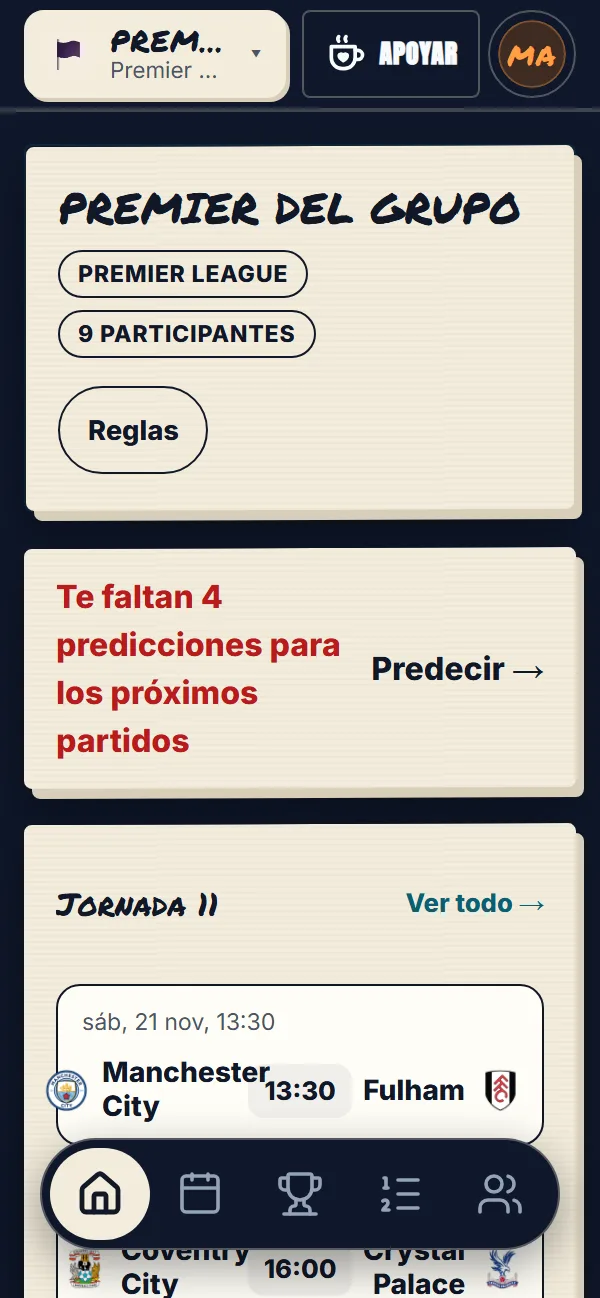 PREM...
Premier ...
▼
APOYAR
MA
PREMIER DEL GRUPO
PREMIER LEAGUE
9 PARTICIPANTES
Reglas
Te faltan 4
predicciones para
los próximos
partidos
Predecir →
Jornada 11
Ver todo →
sáb, 21 nov, 13:30
Manchester
City
13:30
Fulham
Coventry
City
16:00
Crystal
Palace